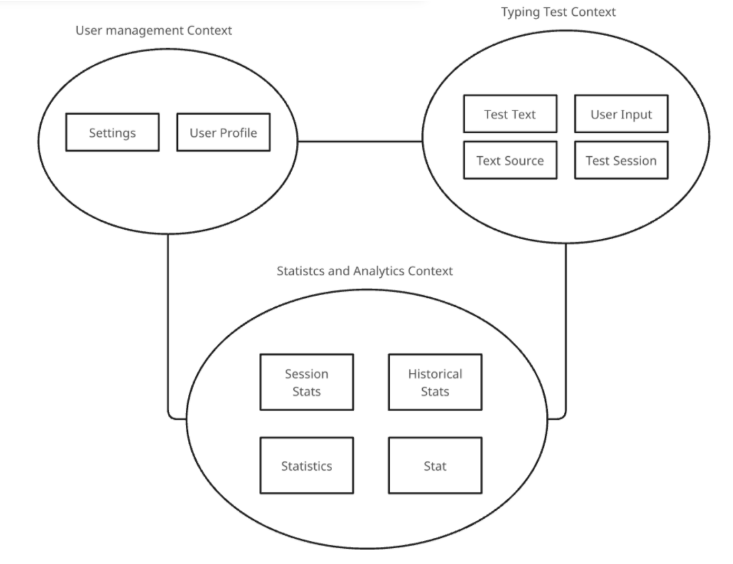 Typing Test Context
User management Context
Test Text
User Input
Settings
User Profile
Text Source
Test Session
Statistcs and Analytics Context
Session
Stats
Historical
Stats
Statistics
Stat